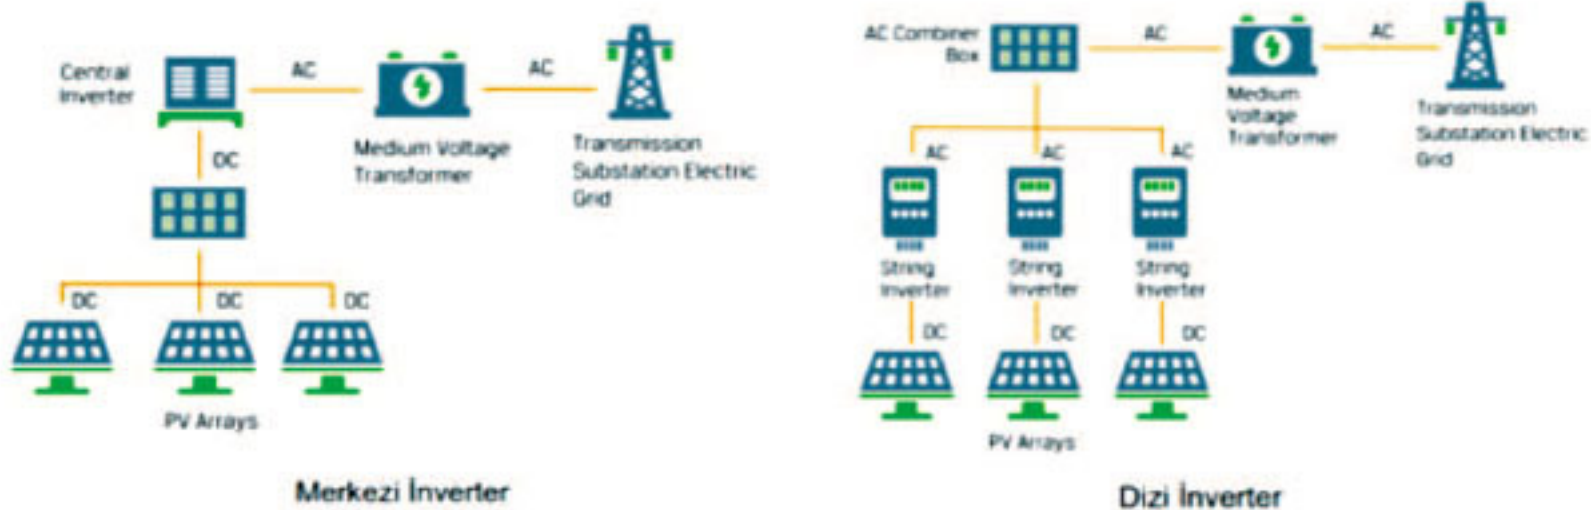 Central
Inverter
AC
AC
Medium Voltage
Transformer
Transmission
Substation Electric
Grid
DC
DC
DC
DC
PV Arrays
Merkezi İnverter
AC Combiner
Box
AC
AC
Medium
Voltage
Transformer
Transmission
Substation Electric
Grid
AC
AC
AC
String
Inverter
String
Inverter
String
Inverter
DC
DC
DC
PV Arrays
Dizi İnverter